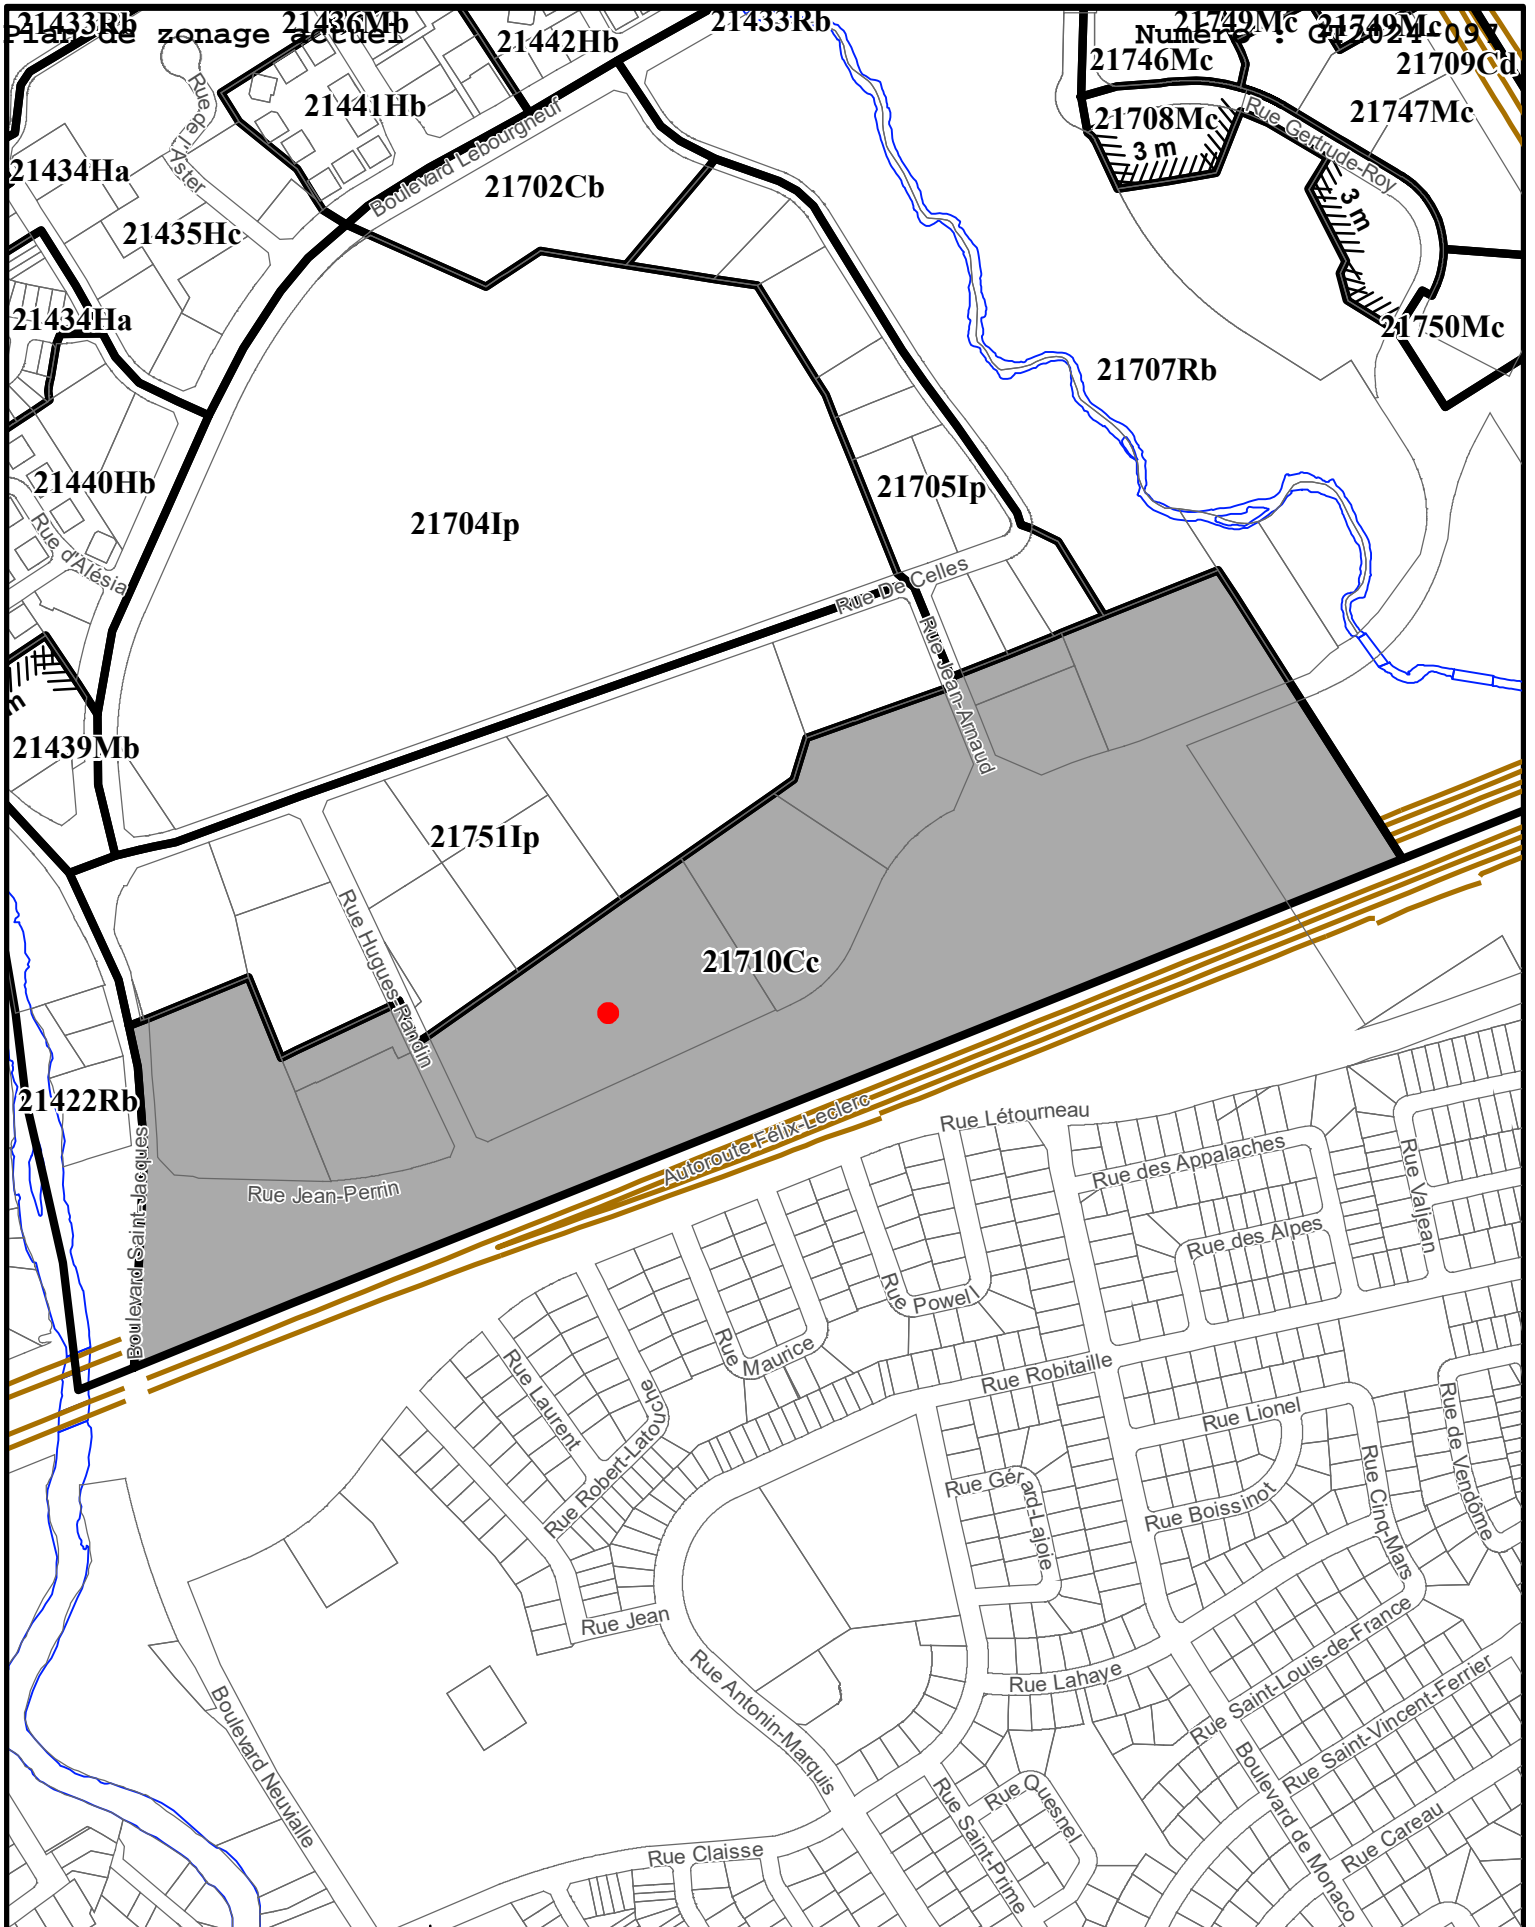 Plan de zonage actuel
Numéro : GT2024-097
21433Rb
21436Mb
21442Hb
21433Rb
21749Mc
21749Mc
21746Mc
21709Cd
21441Hb
21708Mc
21747Mc
3 m
Rue Gertrude-Roy
3 m
Rue de l'Aster
Boulevard Lebourgneuf
21434Ha
21702Cb
21435Hc
21434Ha
21750Mc
21707Rb
21440Hb
21705Ip
21704Ip
Rue d'Alésia
Rue De Celles
Rue Jean-Arnaud
m
21439Mb
21751Ip
Rue Hugues-Randin
21710Cc
21422Rb
Boulevard Saint-Jacques
Rue Jean-Perrin
Autoroute Félix-Leclerc
Rue Létourneau
Rue des Appalaches
Rue Valjean
Rue des Alpes
Rue Powell
Rue Maurice
Rue Laurent
Rue Robert-LaTouche
Rue Robitaille
Rue Lionel
Rue de Vendôme
Rue Gérard-Lajoie
Rue Boissinot
Rue Cinq-Mars
Rue Jean
Rue Antonin-Marquis
Rue Lahaye
Rue Saint-Louis-de-France
Rue Saint-Vincent-Ferrier
Boulevard Neuvialle
Rue Quesnel
Rue Saint-Prime
Boulevard de Monaco
Rue Careau
Rue Claisse